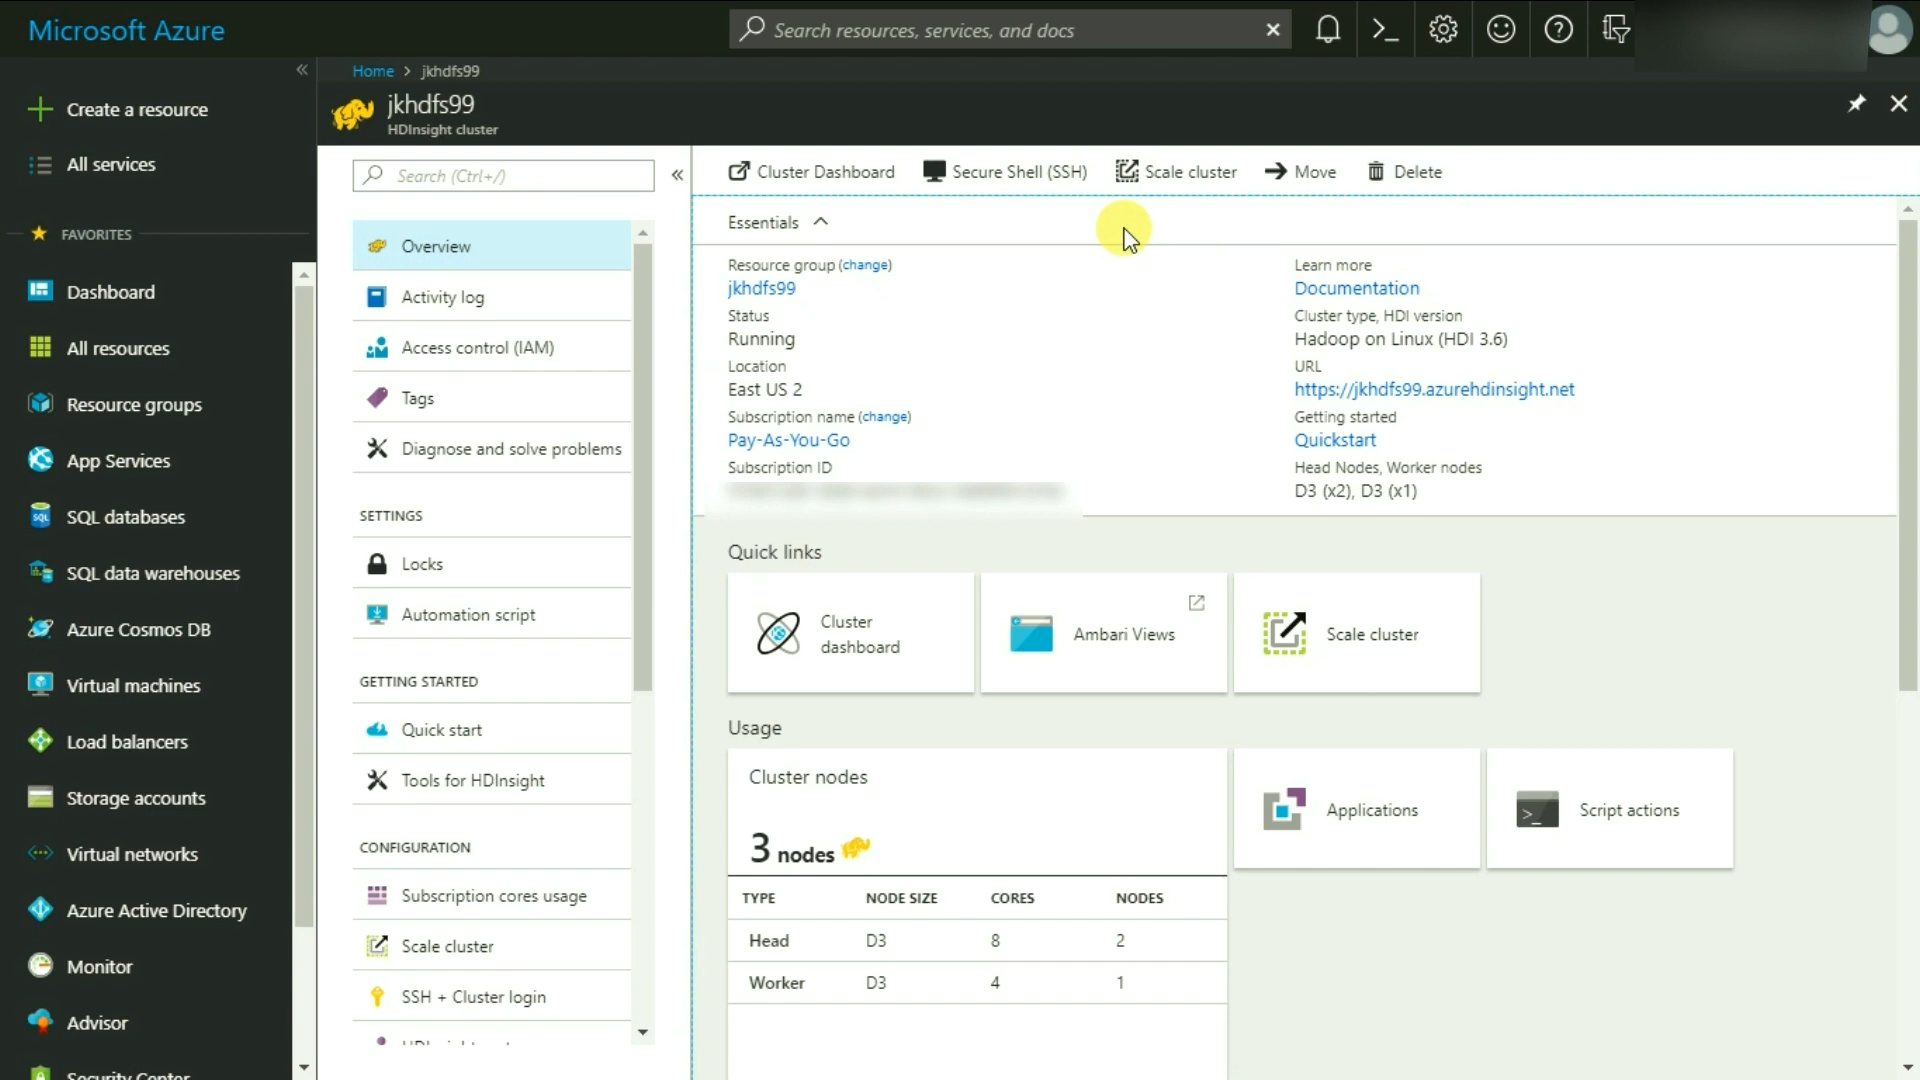 Microsoft Azure
Search resources, services, and docs
Create a resource
All services
FAVORITES
Dashboard
All resources
Resource groups
App Services
SQL databases
SQL data warehouses
Azure Cosmos DB
Virtual machines
Load balancers
Storage accounts
Virtual networks
Azure Active Directory
Monitor
Advisor
Security Center
Home > jkhdfs99
jkhdfs99
HDInsight cluster
Search (Ctrl+/)
Overview
Activity log
Access control (IAM)
Tags
Diagnose and solve problems
SETTINGS
Locks
Automation script
GETTING STARTED
Quick start
Tools for HDInsight
CONFIGURATION
Subscription cores usage
Scale cluster
SSH + Cluster login
Cluster Dashboard
Secure Shell (SSH)
Scale cluster
Move
Delete
Essentials
Resource group (change)
jkhdfs99
Status
Running
Location
East US 2
Subscription name (change)
Pay-As-You-Go
Subscription ID
Learn more
Documentation
Cluster type, HDI version
Hadoop on Linux (HDI 3.6)
URL
https://jkhdfs99.azurehdinsight.net
Getting started
Quickstart
Head Nodes, Worker nodes
D3 (x2), D3 (x1)
Quick links
Cluster
dashboard
Ambari Views
Scale cluster
Usage
Cluster nodes
3 nodes
TYPE NODE SIZE CORES NODES
Head D3 8 2
Worker D3 4 1
Applications
Script actions